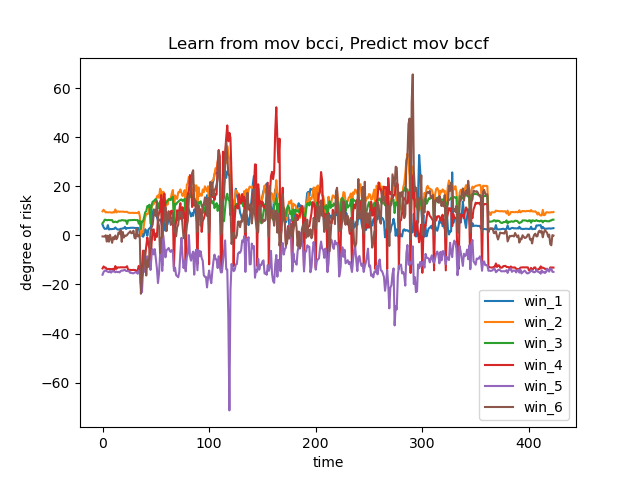 Learn from mov bcci, Predict mov bccf
degree of risk
60
40
20
0
−20
−40
−60
0
100
200
300
400
time
win_1
win_2
win_3
win_4
win_5
win_6